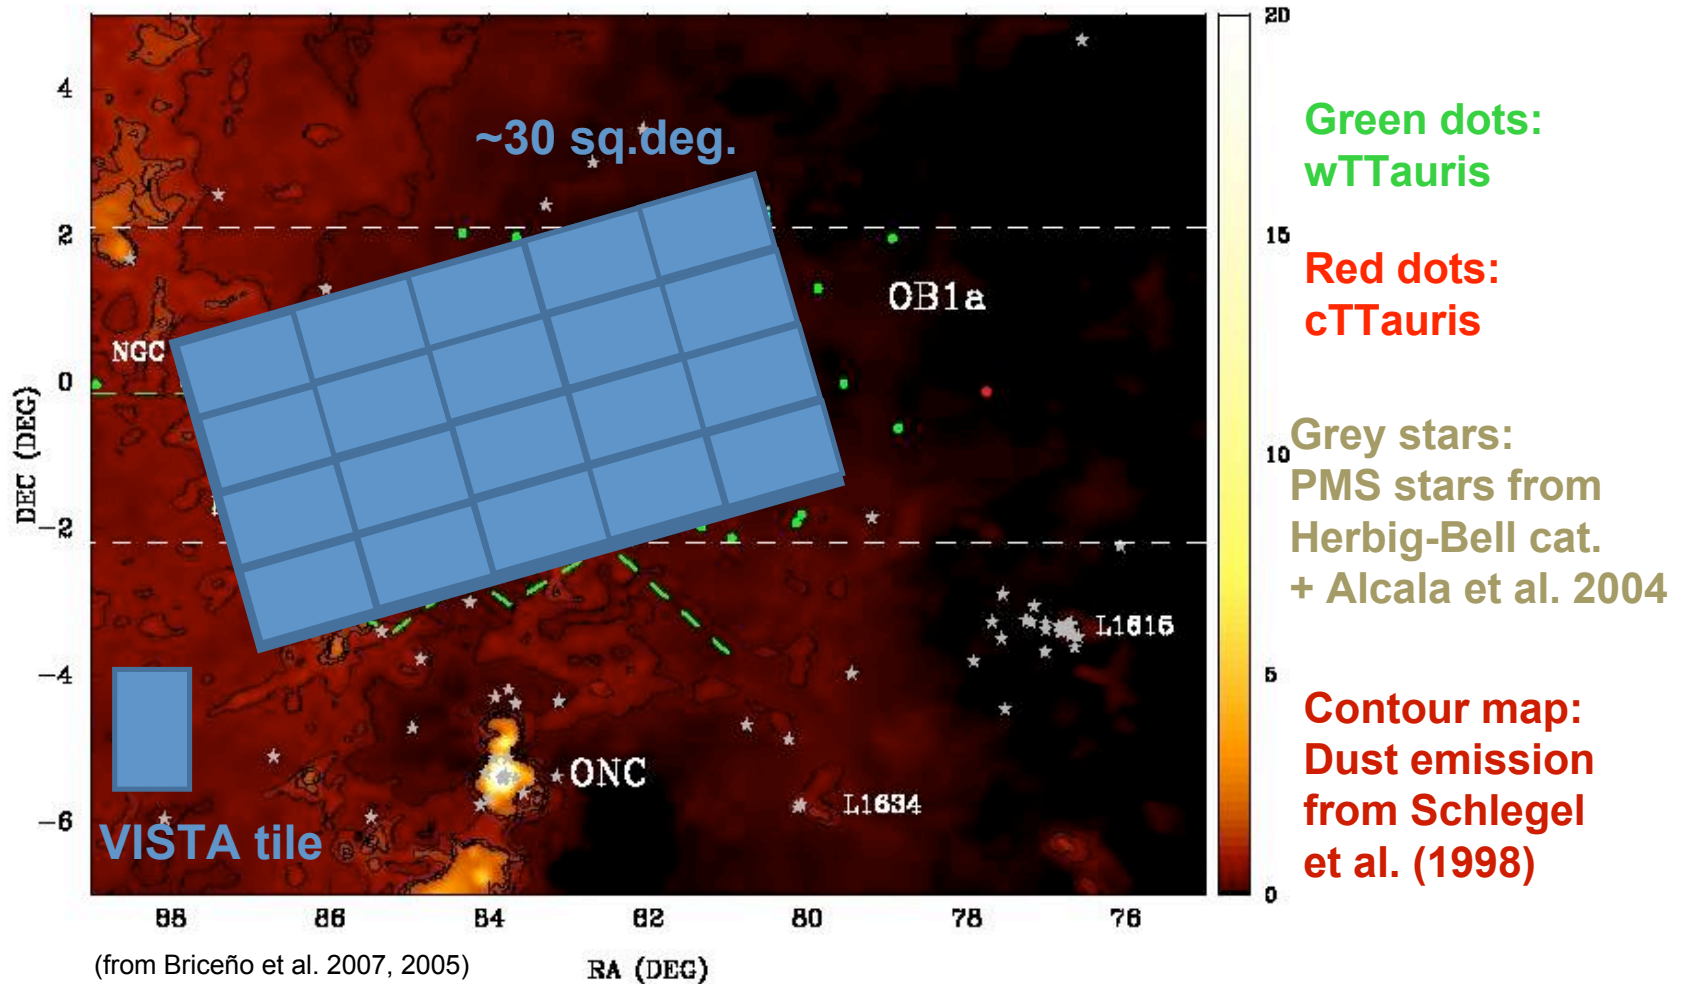 ~30 sq.deg.
OB1a
NGC
L1616
ONC
L1634
VISTA tile
DEC (DEG)
4
2
0
−2
−4
−6
88
86
84
82
80
78
76
RA (DEG)
20
15
10
5
0
Green dots:
wTTauris
Red dots:
cTTauris
Grey stars:
PMS stars from
Herbig-Bell cat.
+ Alcala et al. 2004
Contour map:
Dust emission
from Schlegel
et al. (1998)
(from Briceño et al. 2007, 2005)